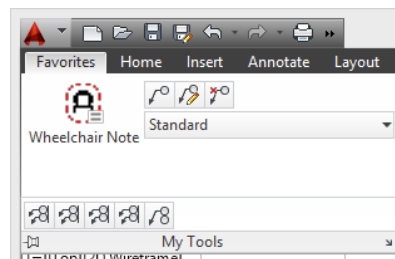 Favorites Home Insert Annotate Layout
Wheelchair Note
Standard
My Tools